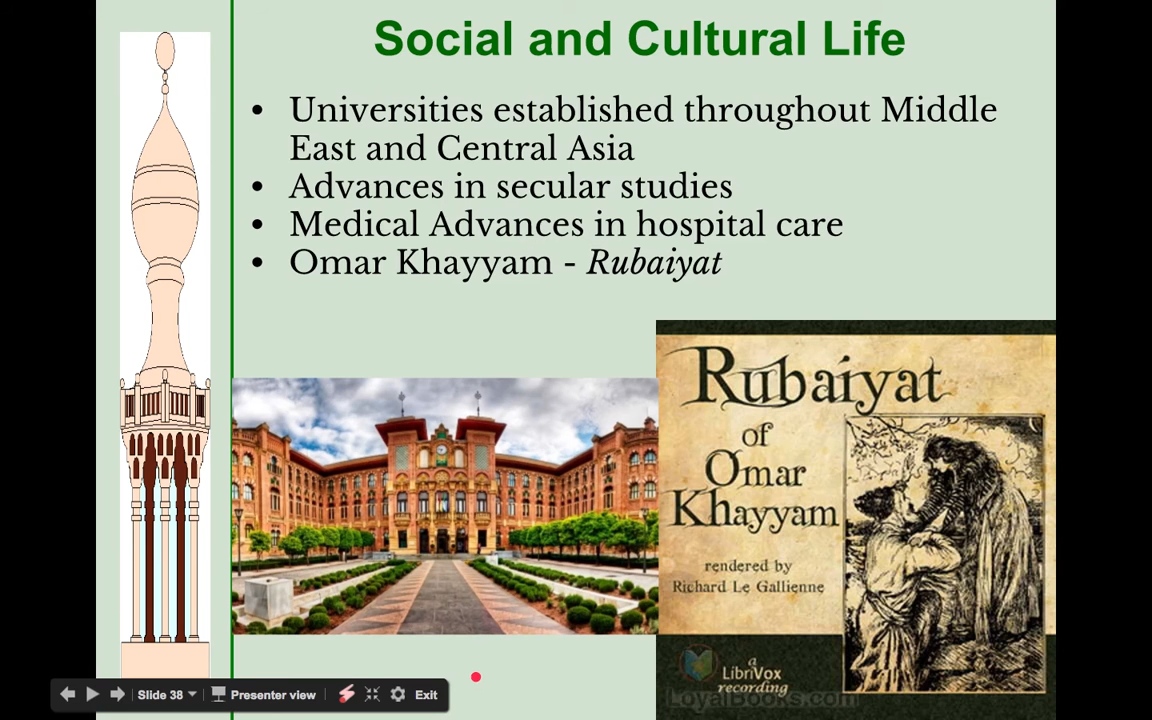 Social and Cultural Life
• Universities established throughout Middle
East and Central Asia
• Advances in secular studies
• Medical Advances in hospital care
• Omar Khayyam - Rubaiyat
Rubaiyat
of
Omar
Khayyam
rendered by
Richard Le Gallienne
a
LibriVox
recording
LoyalBooks.com
Slide 38
Presenter view
Exit